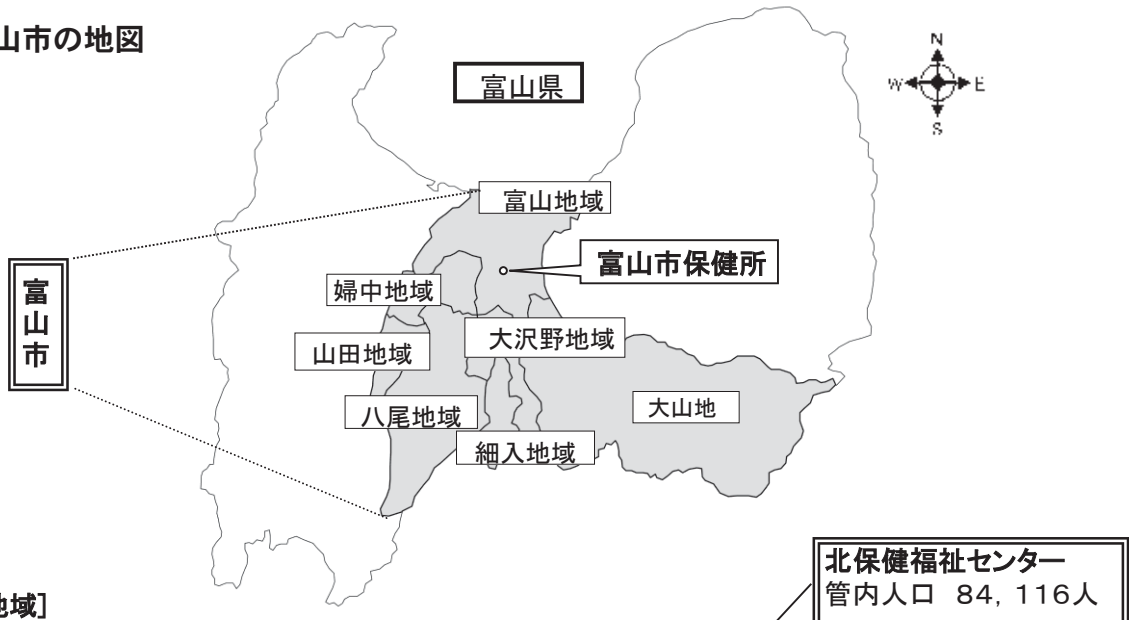 山市の地図
富山県
N
W E
S
富山地域
富山市保健所
富山市
婦中地域
大沢野地域
山田地域
大山地
八尾地域
細入地域
北保健福祉センター
管内人口 84, 116人
地域]